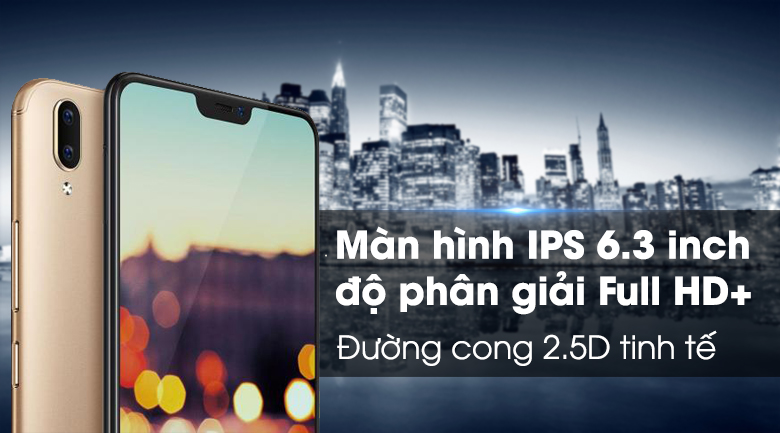 Màn hình IPS 6.3 inch
độ phân giải Full HD+
Đường cong 2.5D tinh tế